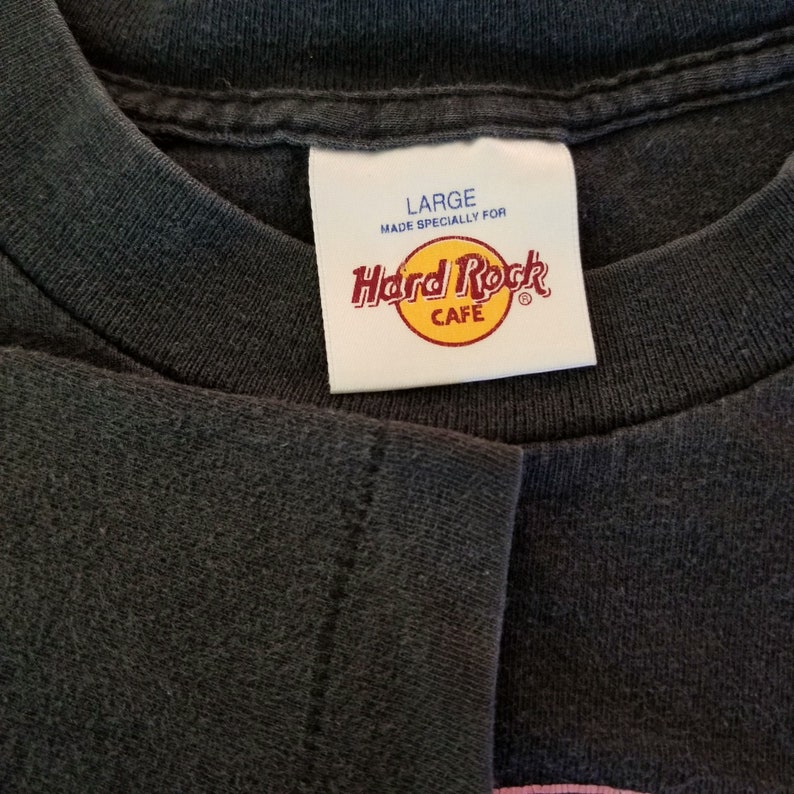 LARGE
MADE SPECIALLY FOR
Hard Rock
CAFE ®